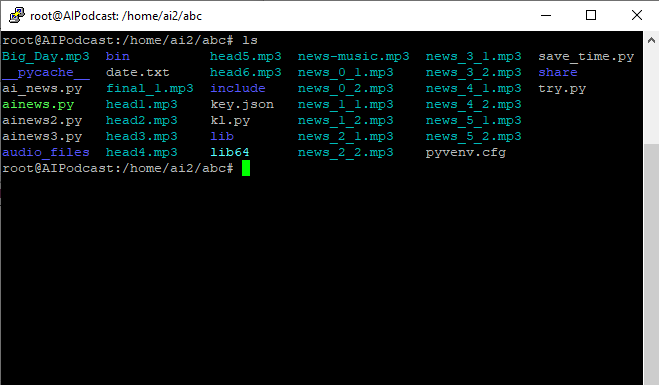 root@AIPodcast: /home/ai2/abc
root@AIPodcast:/home/ai2/abc# ls
Big_Day.mp3 bin head5.mp3 news-music.mp3 news_3_1.mp3 save_time.py
__pycache__ date.txt head6.mp3 news_0_1.mp3 news_3_2.mp3 share
ai_news.py final_1.mp3 include news_0_2.mp3 news_4_1.mp3 try.py
ainews.py head1.mp3 key.json news_1_1.mp3 news_4_2.mp3
ainews2.py head2.mp3 kl.py news_1_2.mp3 news_5_1.mp3
ainews3.py head3.mp3 lib news_2_1.mp3 news_5_2.mp3
audio_files head4.mp3 lib64 news_2_2.mp3 pyvenv.cfg
root@AIPodcast:/home/ai2/abc#